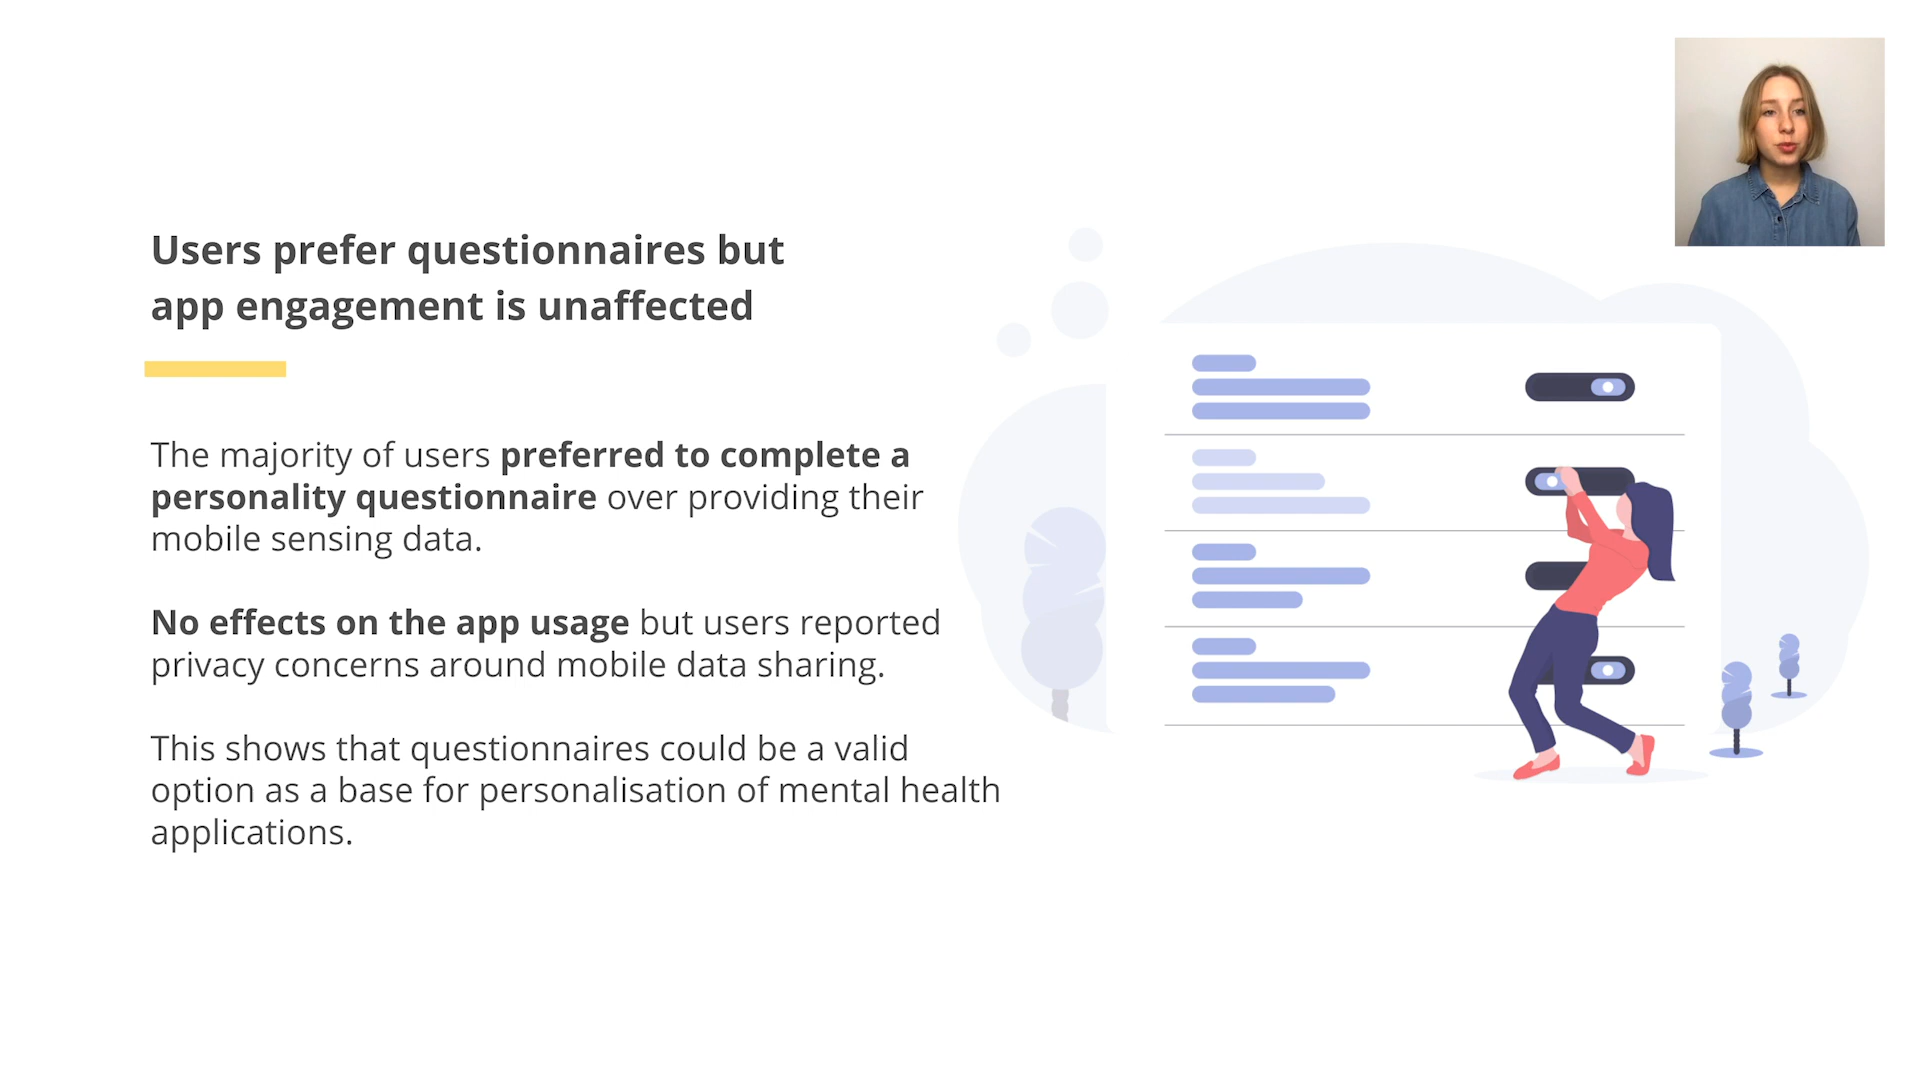 Users prefer questionnaires but
app engagement is unaffected
The majority of users preferred to complete a
personality questionnaire over providing their
mobile sensing data.
No effects on the app usage but users reported
privacy concerns around mobile data sharing.
This shows that questionnaires could be a valid
option as a base for personalisation of mental health
applications.